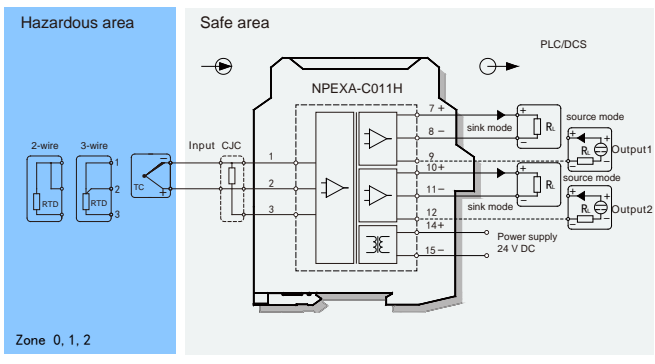 Hazardous area
Safe area
PLC/DCS
NPEXA-C011H
2-wire
3-wire
RTD
RTD
1
2
3
TC
−
+
Input
CJC
1
2
3
7 +
8 −
9
10+
11−
12
14+
15−
sink mode
source mode
+
−
RL
+
−
RL
Output1
sink mode
source mode
+
−
RL
+
−
RL
Output2
Power supply
24 V DC
Zone 0, 1, 2